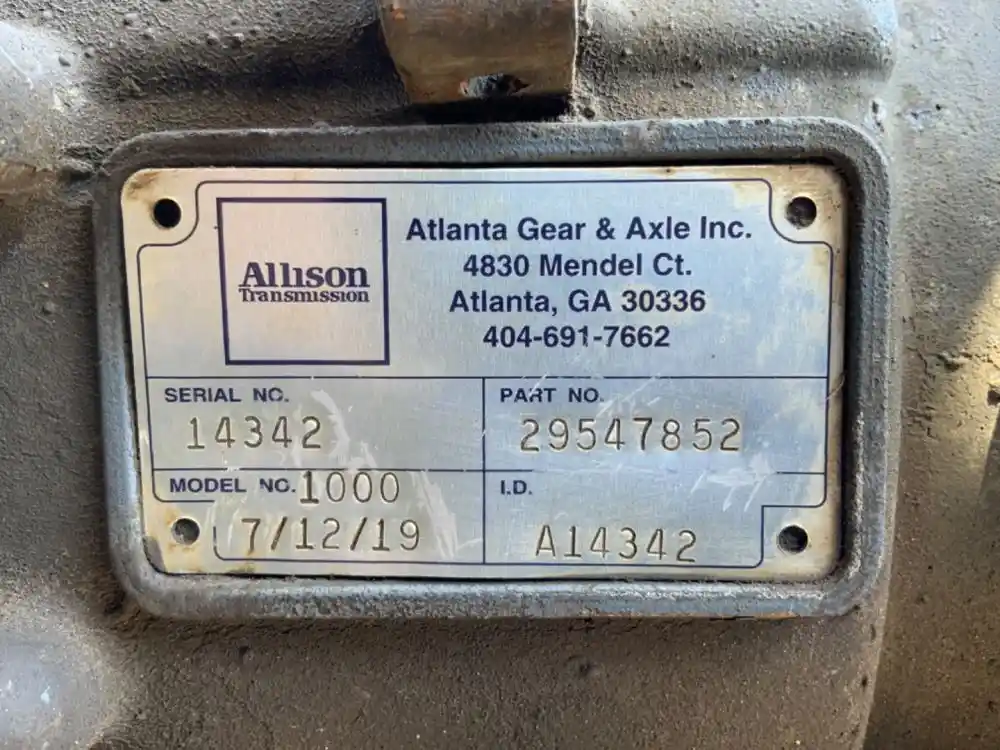 Allison
Transmission
Atlanta Gear & Axle Inc.
4830 Mendel Ct.
Atlanta, GA 30336
404-691-7662
SERIAL NO.
14342
PART NO.
29547852
MODEL NO. 1000
7/12/19
I.D.
A14342